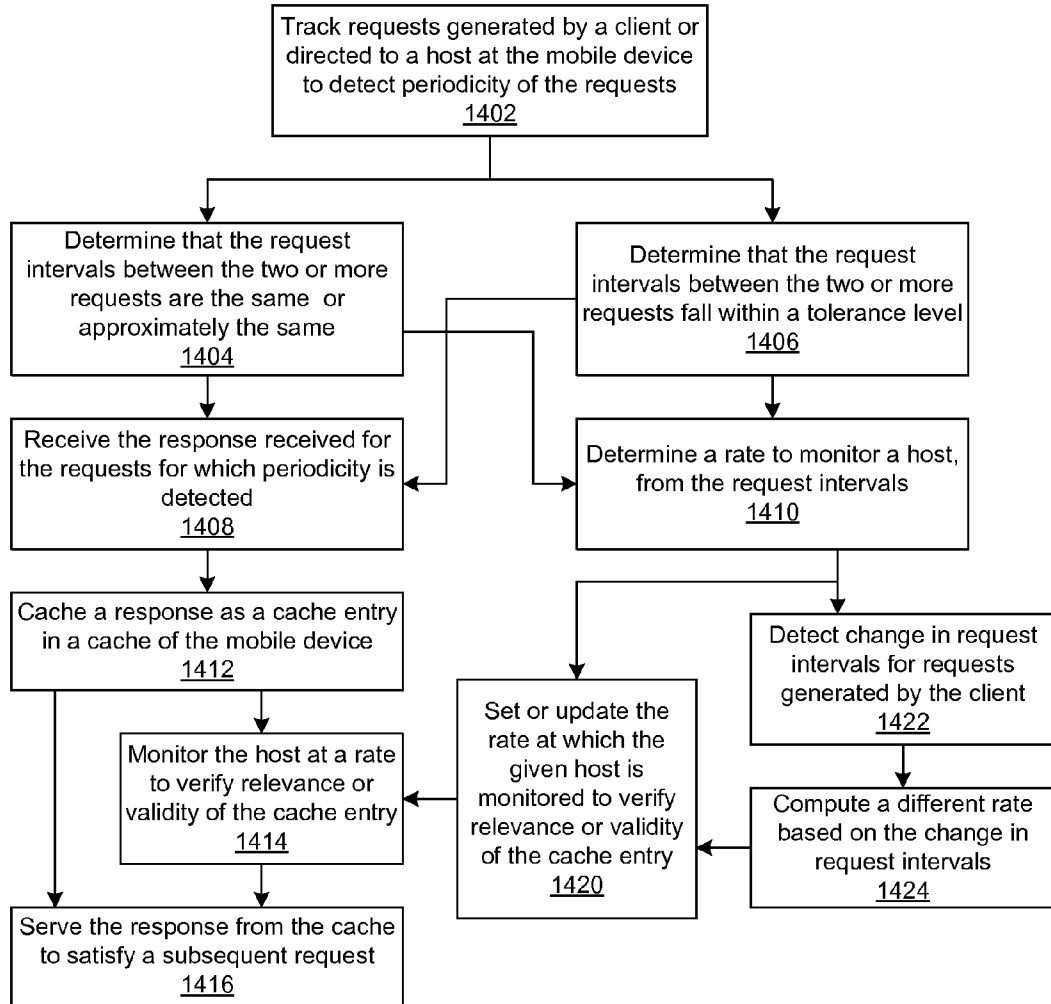 Track requests generated by a client or
directed to a host at the mobile device
to detect periodicity of the requests
1402
Determine that the request
intervals between the two or more
requests are the same or
approximately the same
1404
Determine that the request
intervals between the two or more
requests fall within a tolerance level
1406
Receive the response received for
the requests for which periodicity is
detected
1408
Determine a rate to monitor a host,
from the request intervals
1410
Cache a response as a cache entry
in a cache of the mobile device
1412
Detect change in request
intervals for requests
generated by the client
1422
Set or update the
rate at which the
given host is
monitored to verify
relevance or validity
of the cache entry
1420
Monitor the host at a rate
to verify relevance or
validity of the cache entry
1414
Compute a different rate
based on the change in
request intervals
1424
Serve the response from the cache
to satisfy a subsequent request
1416